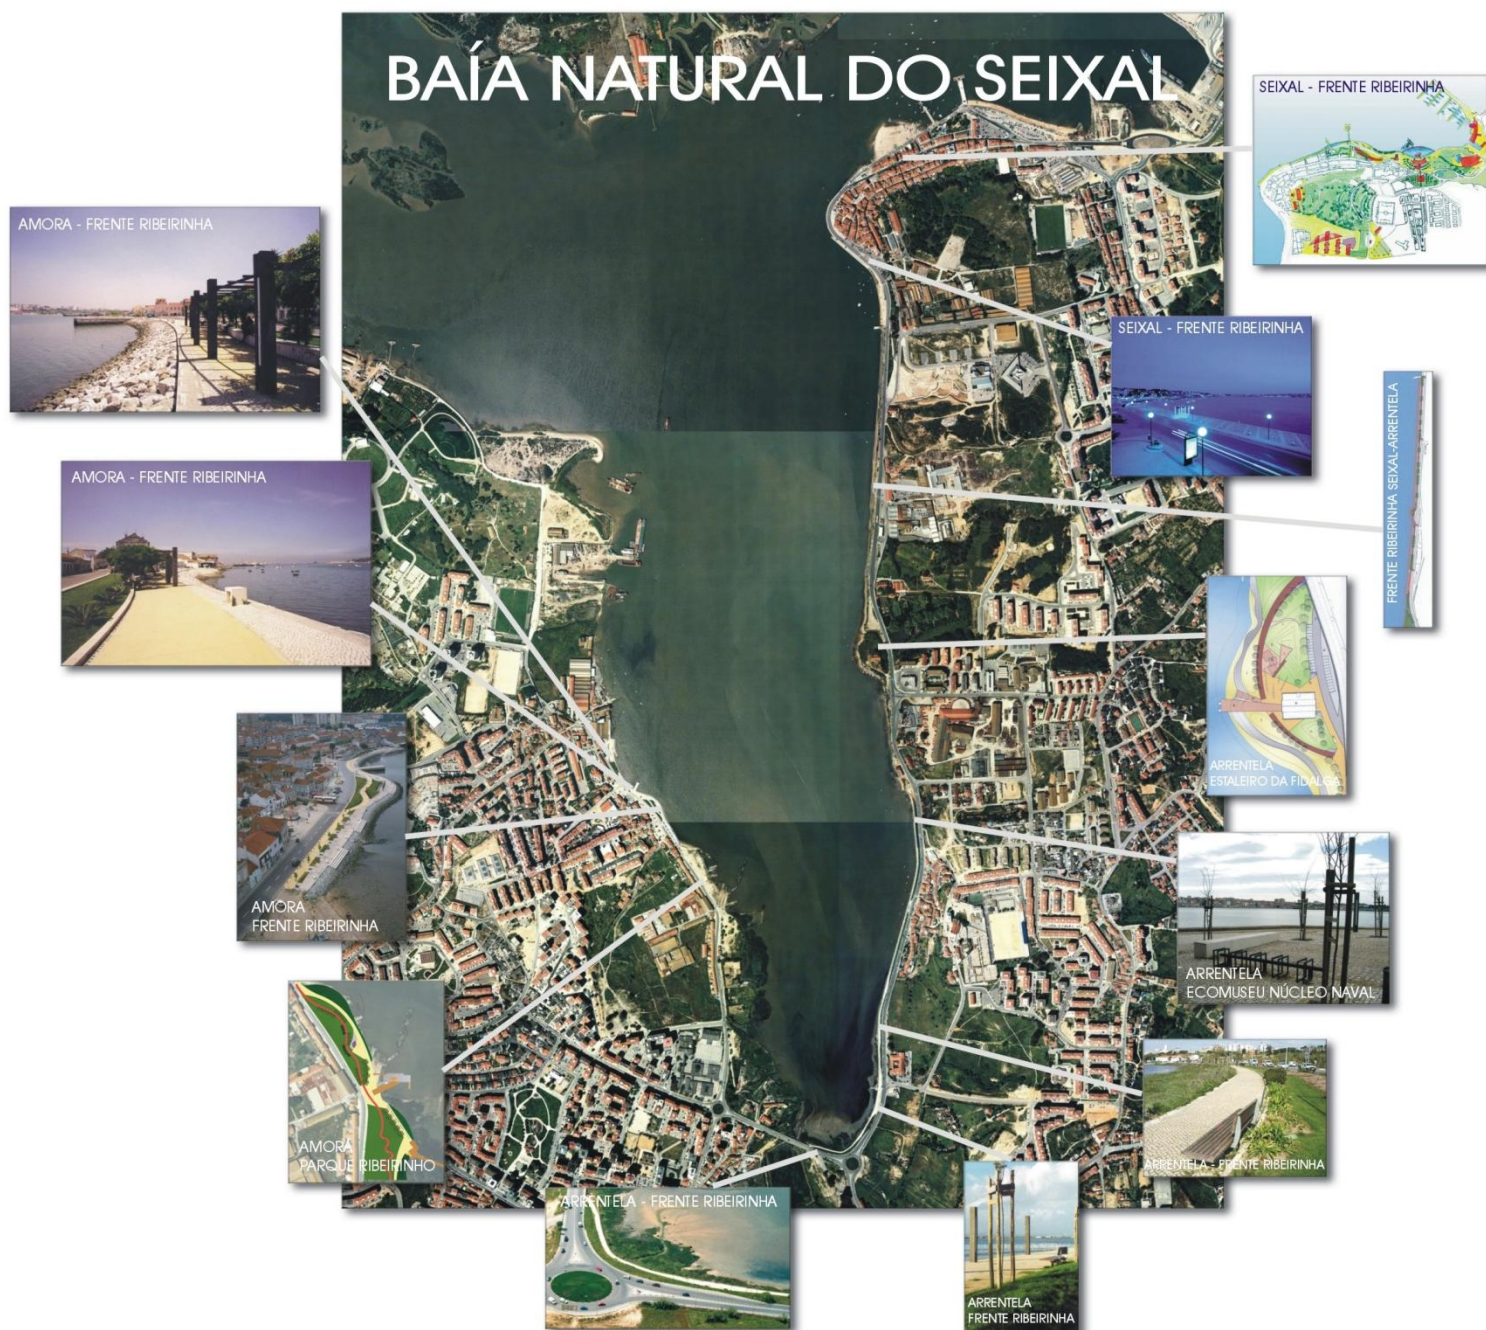 BAÍA NATURAL DO SEIXAL
SEIXAL - FRENTE RIBEIRINHA
AMORA - FRENTE RIBEIRINHA
SEIXAL - FRENTE RIBEIRINHA
FRENTE RIBEIRINHA SEIXAL-ARRENTELA
AMORA - FRENTE RIBEIRINHA
ARRENTELA
ESTALEIRO DA FIDALGA
AMORA
FRENTE RIBEIRINHA
ARRENTELA
ECOMUSEU NÚCLEO NAVAL
AMORA
PARQUE RIBEIRINHO
ARRENTELA - FRENTE RIBEIRINHA
ARRENTELA - FRENTE RIBEIRINHA
ARRENTELA
FRENTE RIBEIRINHA